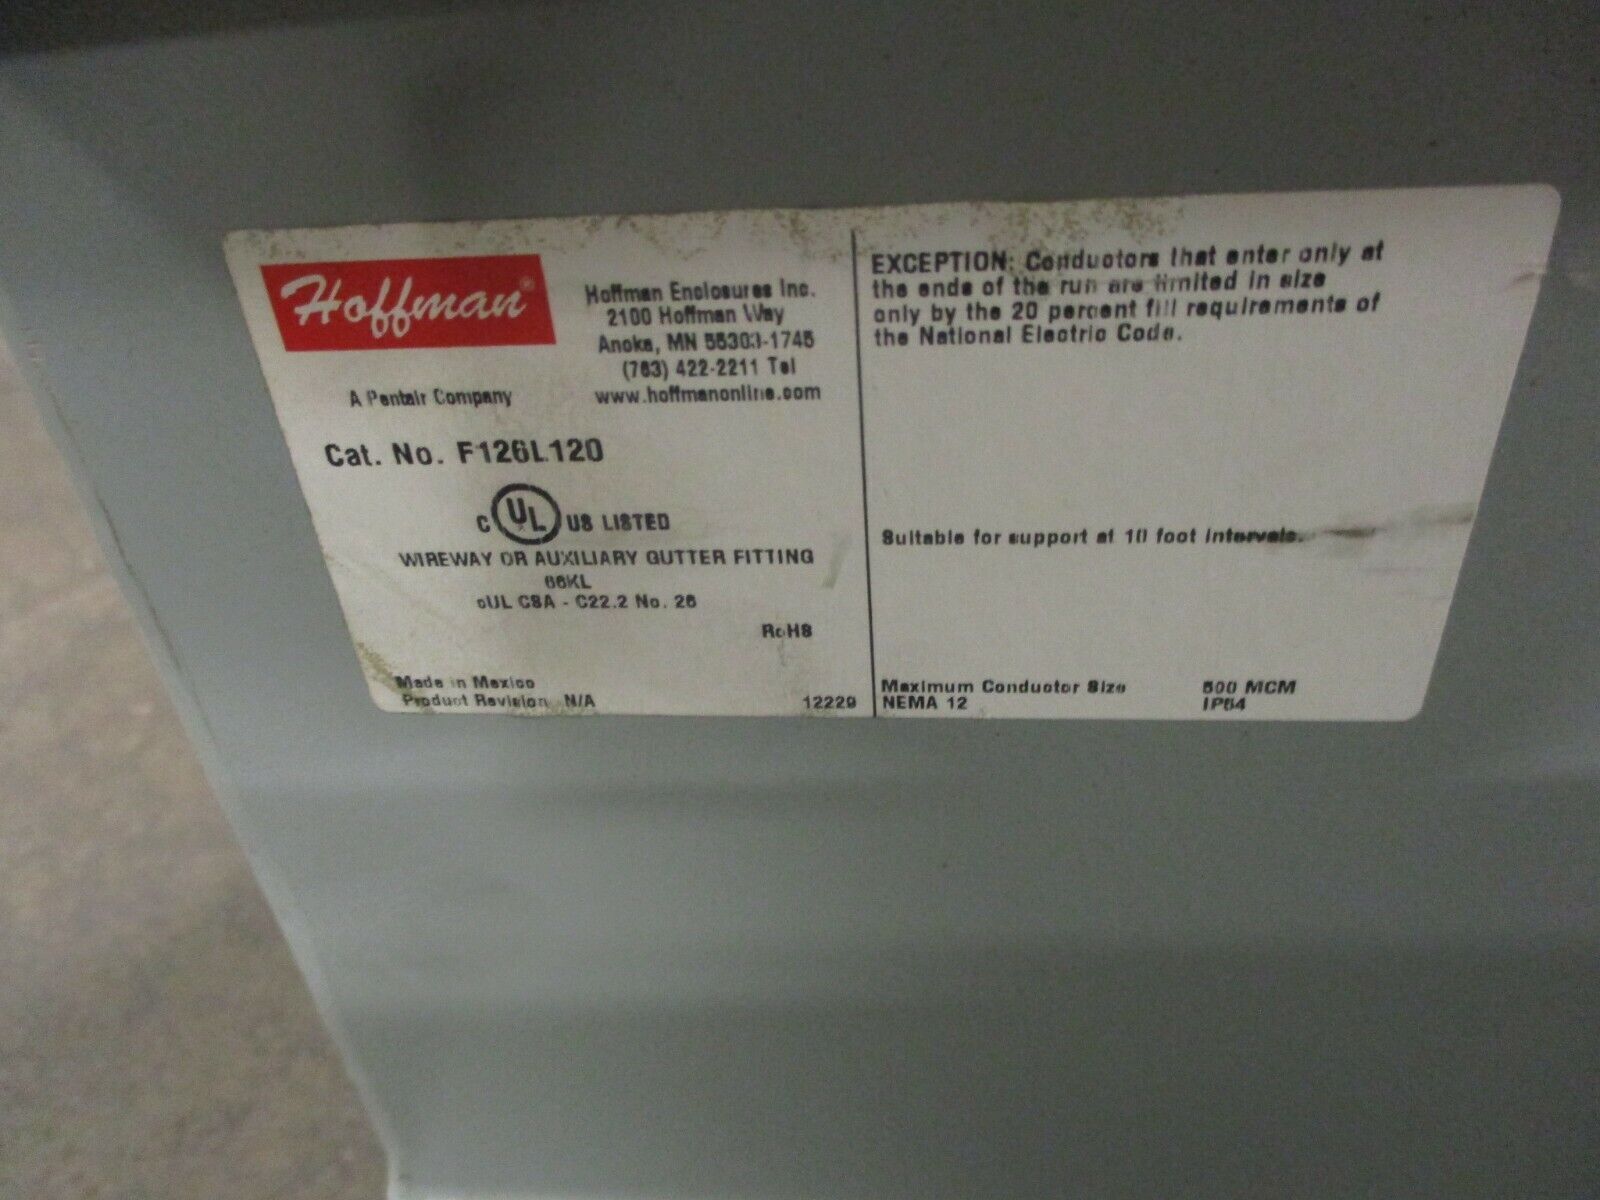 Hoffman®
A Pentair Company
Hoffman Enclosures Inc.
2100 Hoffman Way
Anoka, MN 55303-1745
(763) 422-2211 Tel
www.hoffmanonline.com
Cat. No. F126L120
C UL US LISTED
WIREWAY OR AUXILIARY GUTTER FITTING
66KL
cUL CSA - C22.2 No. 26
RoHS
Made in Mexico
Product Revision N/A
12229
EXCEPTION: Conductors that enter only at
the ends of the run are limited in size
only by the 20 percent fill requirements of
the National Electric Code.
Suitable for support at 10 foot intervals.
Maximum Conductor Size 500 MCM
NEMA 12 IP64